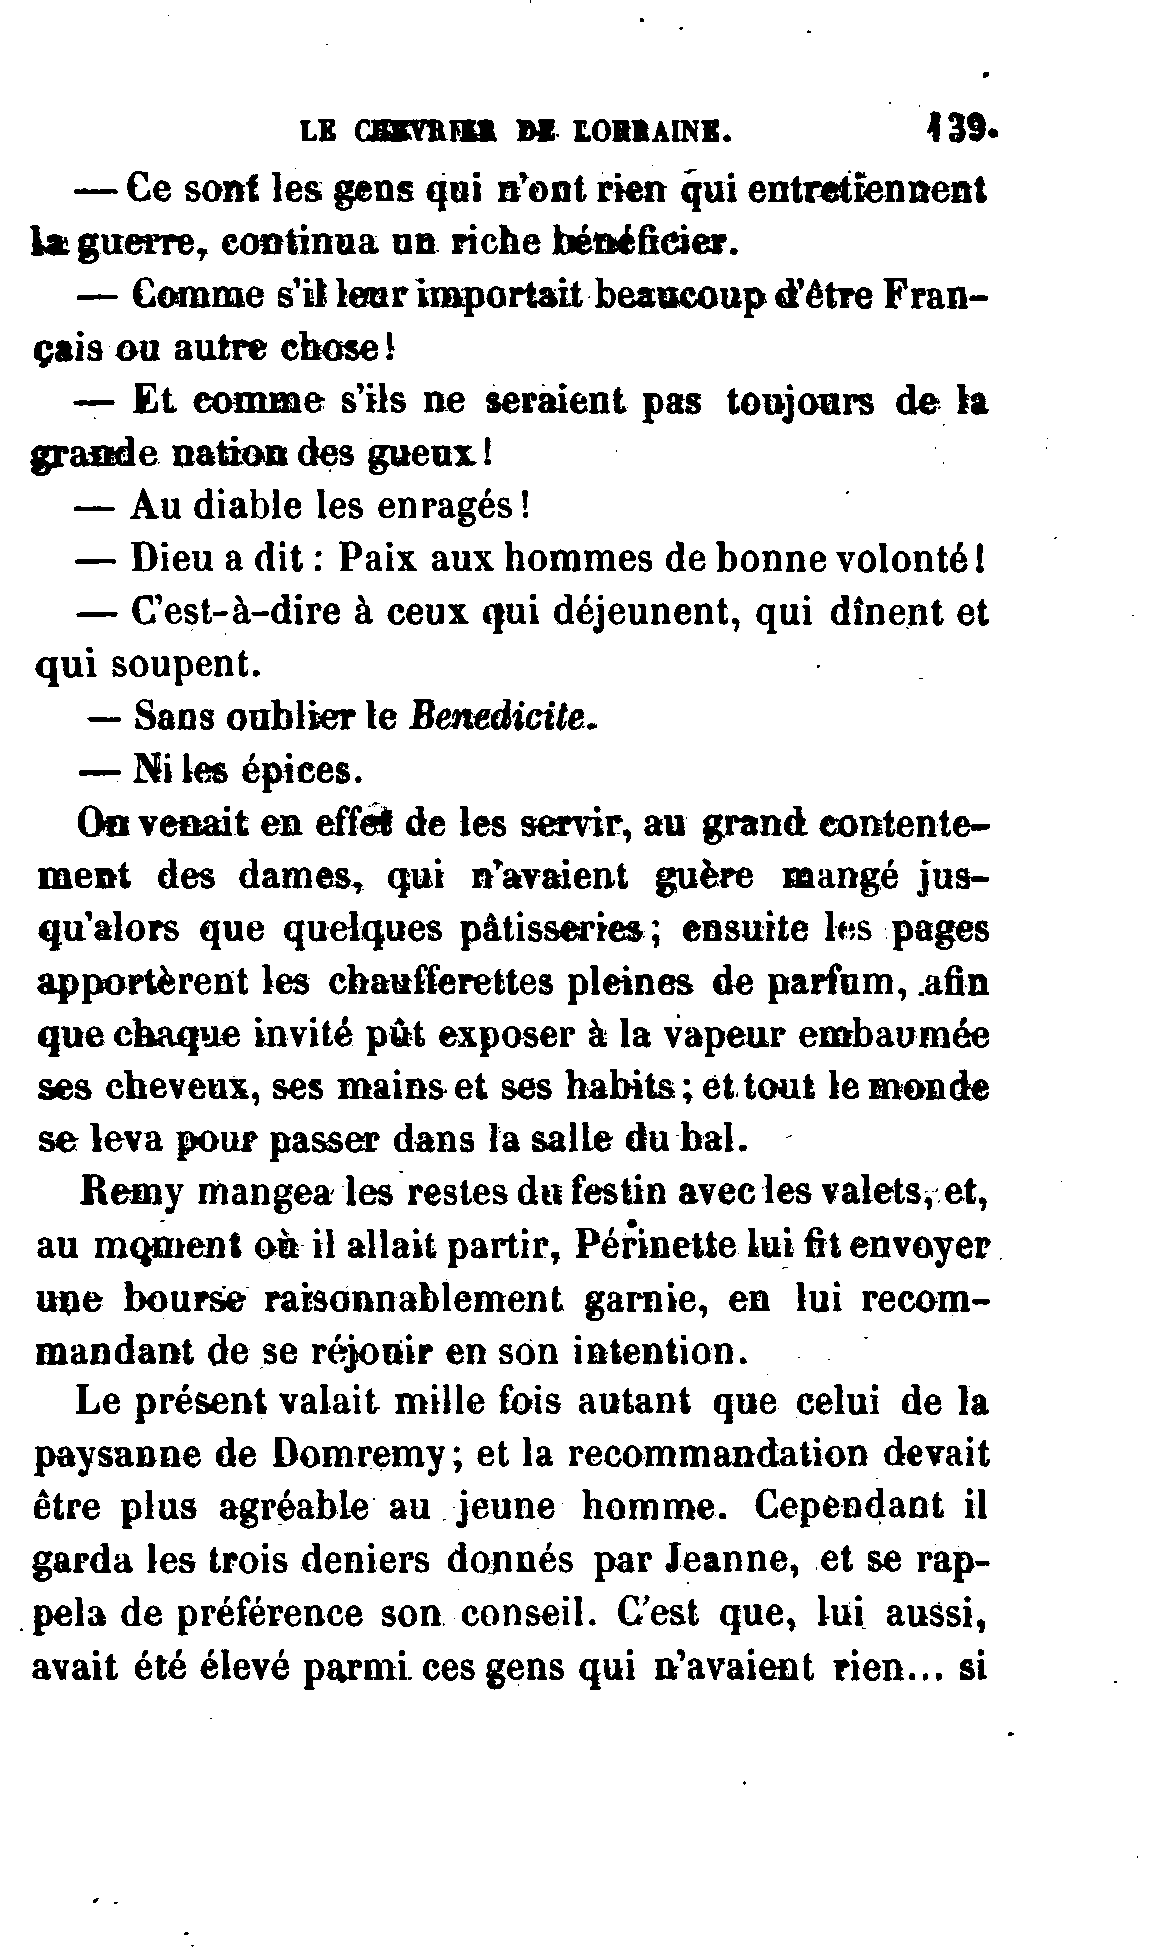 LE CHEVRIER DE LORRAINE. 139
— Ce sont les gens qui n'ont rien qui entretiennent
la guerre, continua un riche bénéficier.
— Comme s'il leur importait beaucoup d'être Fran-
çais ou autre chose!
— Et comme s'ils ne seraient pas toujours de la
grande nation des gueux!
— Au diable les enragés!
— Dieu a dit : Paix aux hommes de bonne volonté!
— C'est-à-dire à ceux qui déjeunent, qui dînent et
qui soupent.
— Sans oublier le Benedicite.
— Ni les épices.
On venait en effet de les servir, au grand contente-
ment des dames, qui n'avaient guère mangé jus-
qu'alors que quelques pâtisseries; ensuite les pages
apportèrent les chaufferettes pleines de parfum, afin
que chaque invité pût exposer à la vapeur embaumée
ses cheveux, ses mains et ses habits; et tout le monde
se leva pour passer dans la salle du bal.
Remy mangea les restes du festin avec les valets, et,
au moment où il allait partir, Périnette lui fit envoyer
une bourse raisonnablement garnie, en lui recom-
mandant de se réjouir en son intention.
Le présent valait mille fois autant que celui de la
paysanne de Domremy; et la recommandation devait
être plus agréable au jeune homme. Cependant il
garda les trois deniers donnés par Jeanne, et se rap-
pela de préférence son conseil. C'est que, lui aussi,
avait été élevé parmi ces gens qui n'avaient rien... si